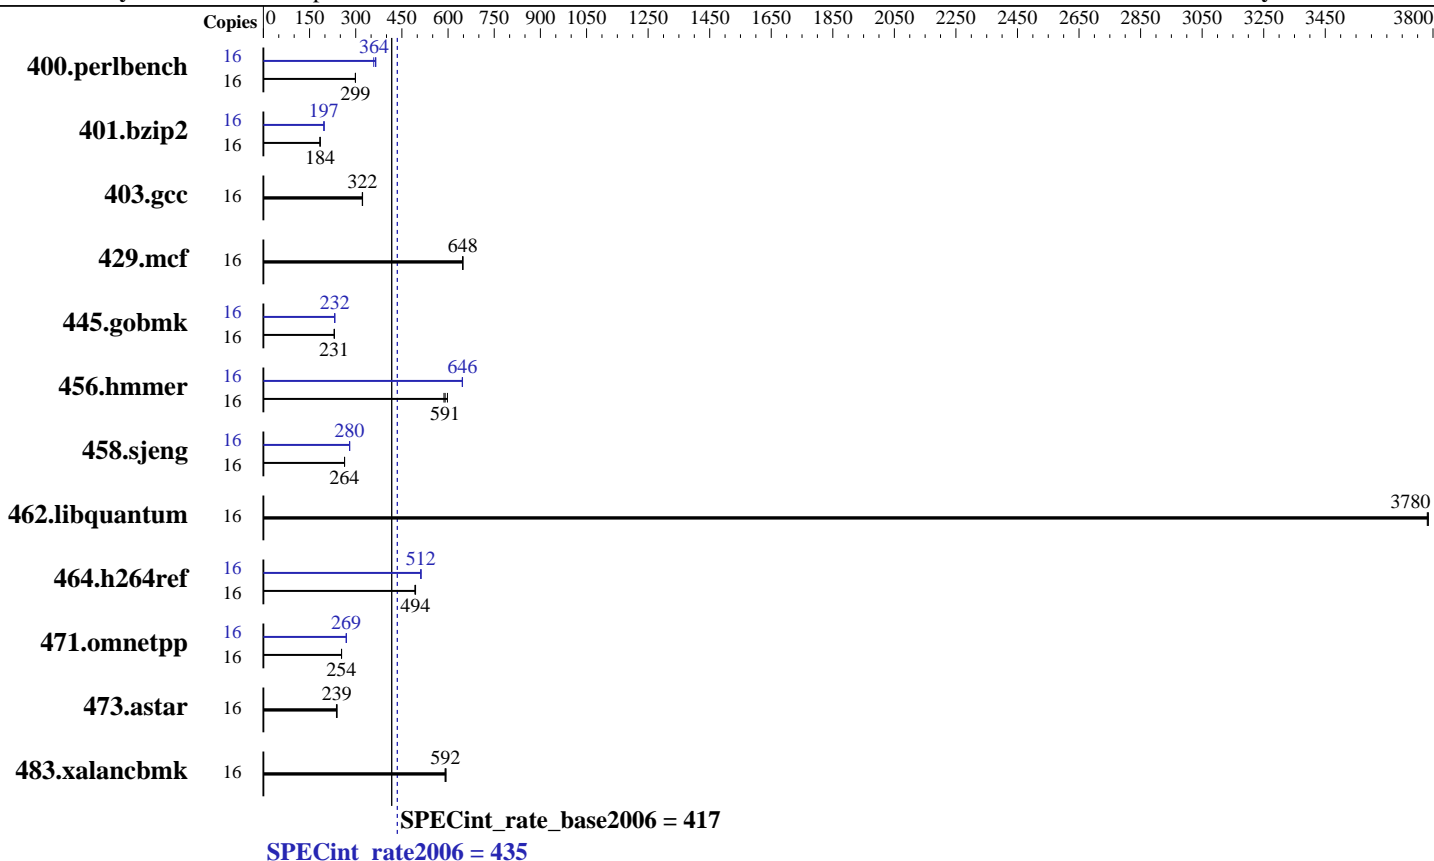 Copies 0 150 300 450 600 750 900 1050 1250 1450 1650 1850 2050 2250 2450 2650 2850 3050 3250 3450 3800
400.perlbench 16 364
16 299
401.bzip2 16 197
16 184
403.gcc 16 322
429.mcf 16 648
445.gobmk 16 232
16 231
456.hmmer 16 646
16 591
458.sjeng 16 280
16 264
462.libquantum 16 3780
464.h264ref 16 512
16 494
471.omnetpp 16 269
16 254
473.astar 16 239
483.xalancbmk 16 592
SPECint_rate_base2006 = 417
SPECint_rate2006 = 435